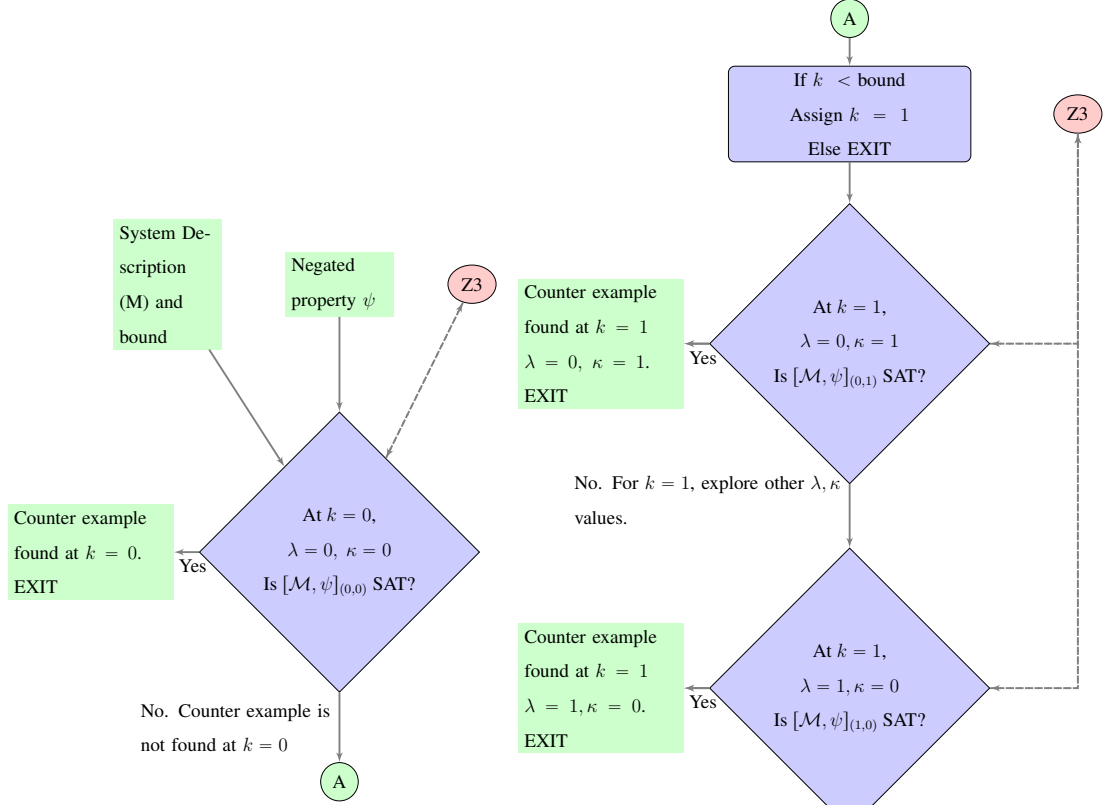 System De-
scription
(M) and
bound
Negated
property ψ
Z3
At k = 0,
λ = 0, κ = 0
Is [ℳ, ψ](0,0) SAT?
Yes
Counter example
found at k = 0.
EXIT
No. Counter example is
not found at k = 0
A
A
If k < bound
Assign k = 1
Else EXIT
Z3
At k = 1,
λ = 0, κ = 1
Is [ℳ, ψ](0,1) SAT?
Yes
Counter example
found at k = 1
λ = 0, κ = 1.
EXIT
No. For k = 1, explore other λ, κ
values.
At k = 1,
λ = 1, κ = 0
Is [ℳ, ψ](1,0) SAT?
Yes
Counter example
found at k = 1
λ = 1, κ = 0.
EXIT